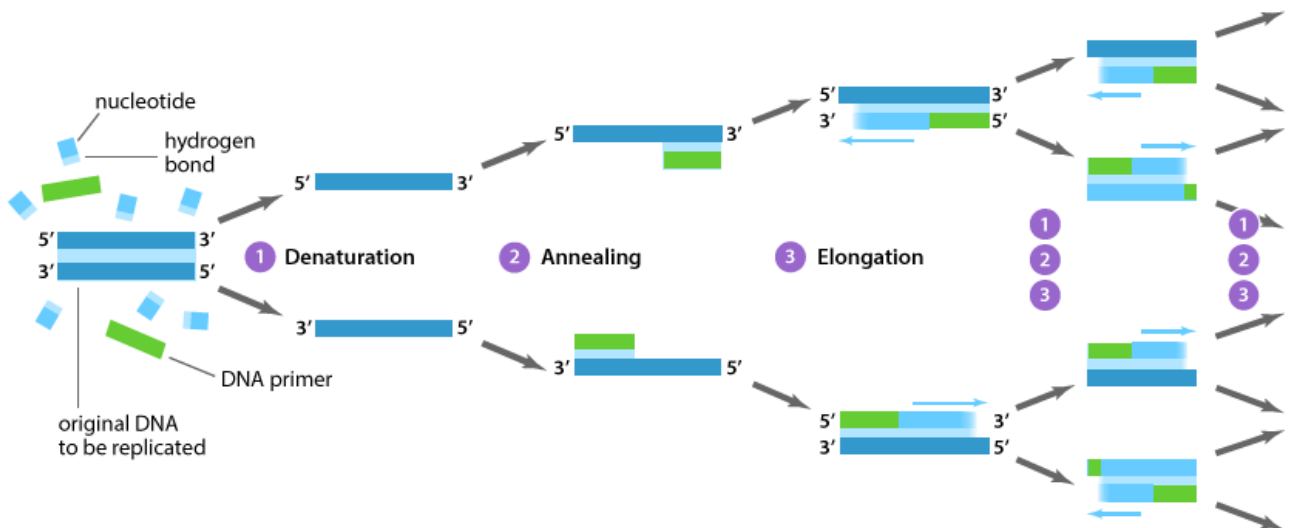 nucleotide
hydrogen
bond
5′ 3′
3′ 5′
DNA primer
original DNA
to be replicated
5′ 3′
1 Denaturation
3′ 5′
5′ 3′
2 Annealing
3′ 5′
5′ 3′
3′ 5′
3 Elongation
5′ 3′
3′ 5′
1
2
3
1
2
3